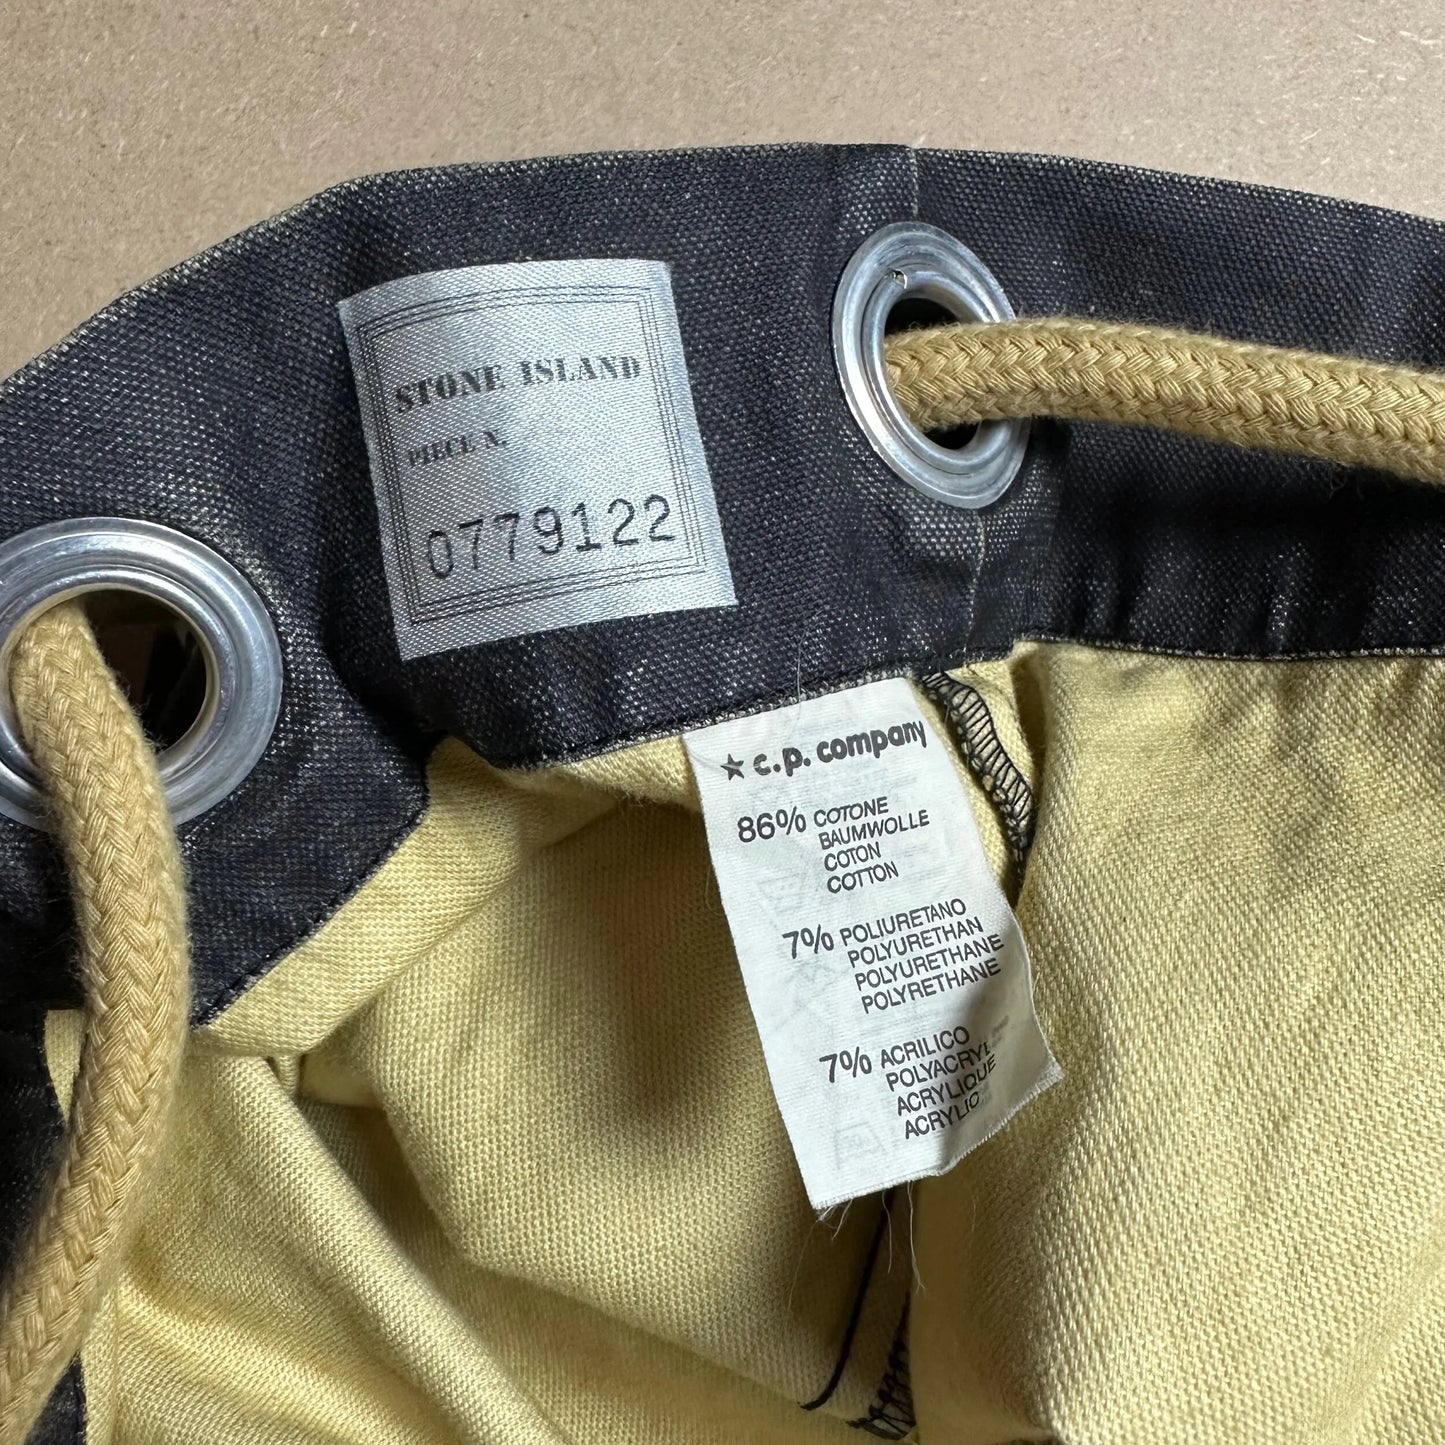 STONE ISLAND
PIECE N.
0779122
★ c.p. company
86% COTONE
BAUMWOLLE
COTON
COTTON
7% POLIURETANO
POLYURETHAN
POLYURETHANE
POLYRETHANE
7% ACRILICO
POLYACRYL
ACRYLIQUE
ACRYLIC